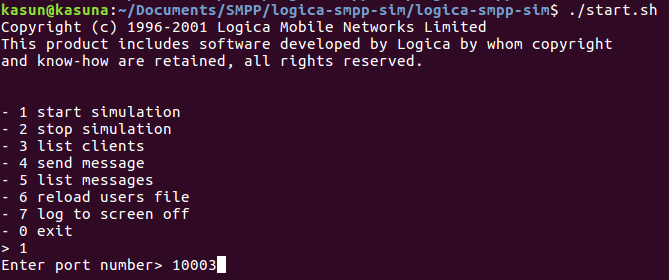 kasun@kasuna:~/Documents/SMPP/logica-smpp-sim/logica-smpp-sim$ ./start.sh
Copyright (c) 1996-2001 Logica Mobile Networks Limited
This product includes software developed by Logica by whom copyright
and know-how are retained, all rights reserved.
- 1 start simulation
- 2 stop simulation
- 3 list clients
- 4 send message
- 5 list messages
- 6 reload users file
- 7 log to screen off
- 0 exit
> 1
Enter port number> 10003